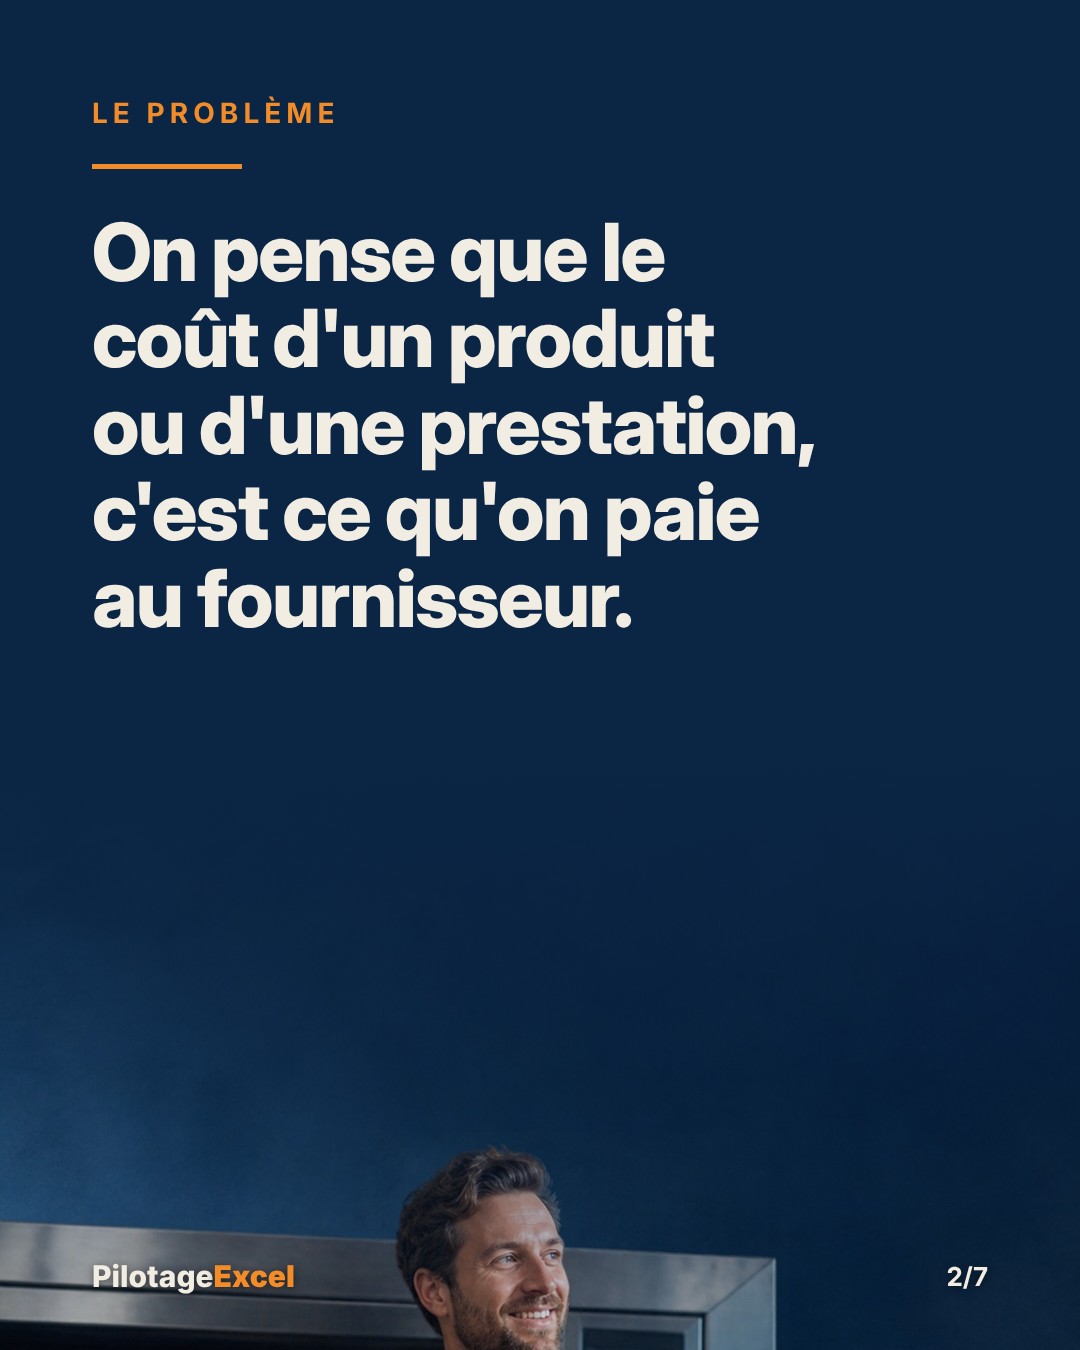 LE PROBLÈME
On pense que le
coût d'un produit
ou d'une prestation,
c'est ce qu'on paie
au fournisseur.
PilotageExcel
2/7